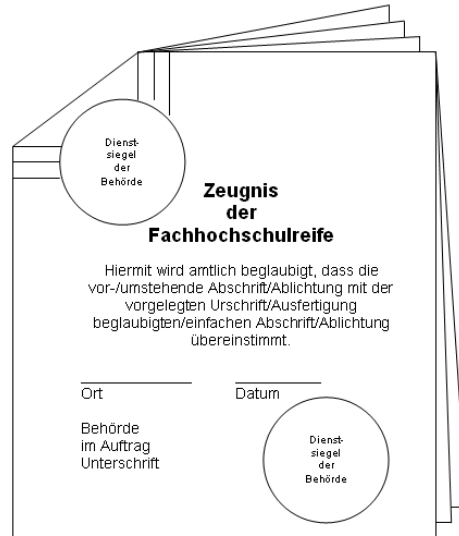 Dienst-
siegel
der
Behörde
Zeugnis
der
Fachhochschulreife
Hiermit wird amtlich beglaubigt, dass die
vor-/umstehende Abschrift/Ablichtung mit der
vorgelegten Urschrift/Ausfertigung
beglaubigten/einfachen Abschrift/Ablichtung
übereinstimmt.
Ort
Datum
Behörde
im Auftrag
Unterschrift
Dienst-
siegel
der
Behörde